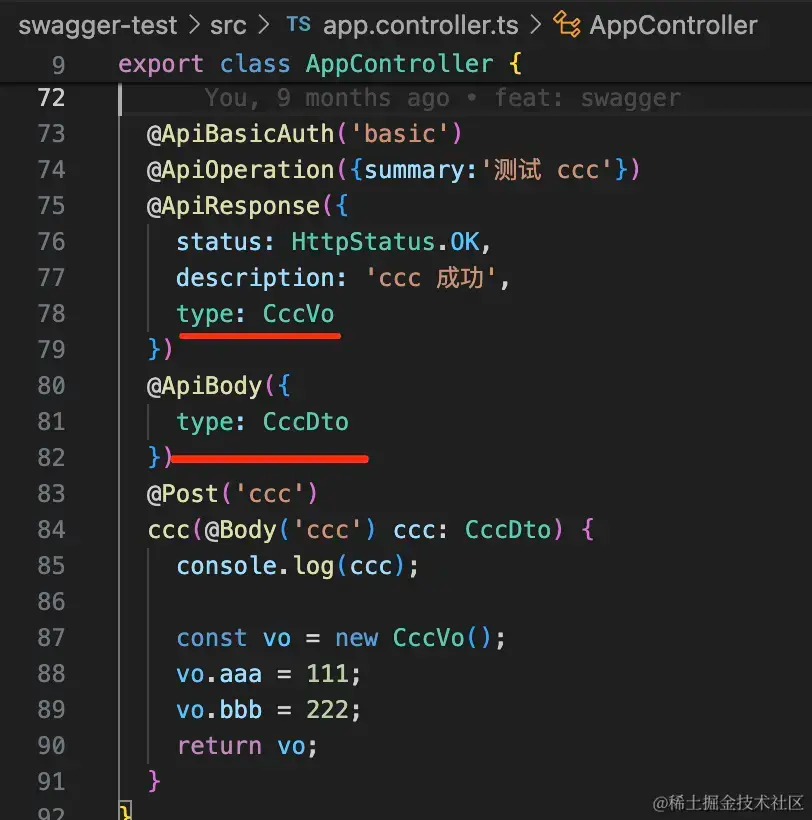 swagger-test > src > TS app.controller.ts > AppController
9 export class AppController {
72 You, 9 months ago • feat: swagger
73 @ApiBasicAuth('basic')
74 @ApiOperation({summary:'测试 ccc'})
75 @ApiResponse({
76 status: HttpStatus.OK,
77 description: 'ccc 成功',
78 type: CccVo
79 })
80 @ApiBody({
81 type: CccDto
82 })
83 @Post('ccc')
84 ccc(@Body('ccc') ccc: CccDto) {
85 console.log(ccc);
86
87 const vo = new CccVo();
88 vo.aaa = 111;
89 vo.bbb = 222;
90 return vo;
91 }
92 }
@稀土掘金技术社区